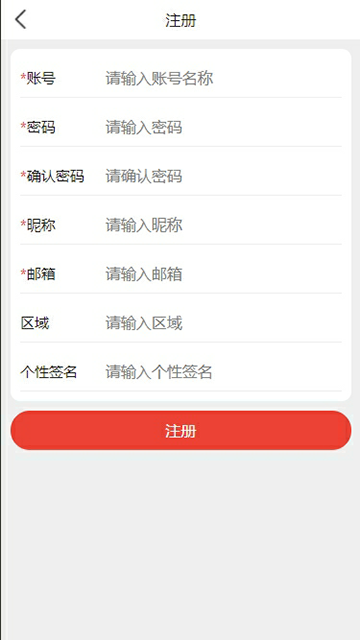 注册
*账号 请输入账号名称
*密码 请输入密码
*确认密码 请确认密码
*昵称 请输入昵称
*邮箱 请输入邮箱
区域 请输入区域
个性签名 请输入个性签名
注册